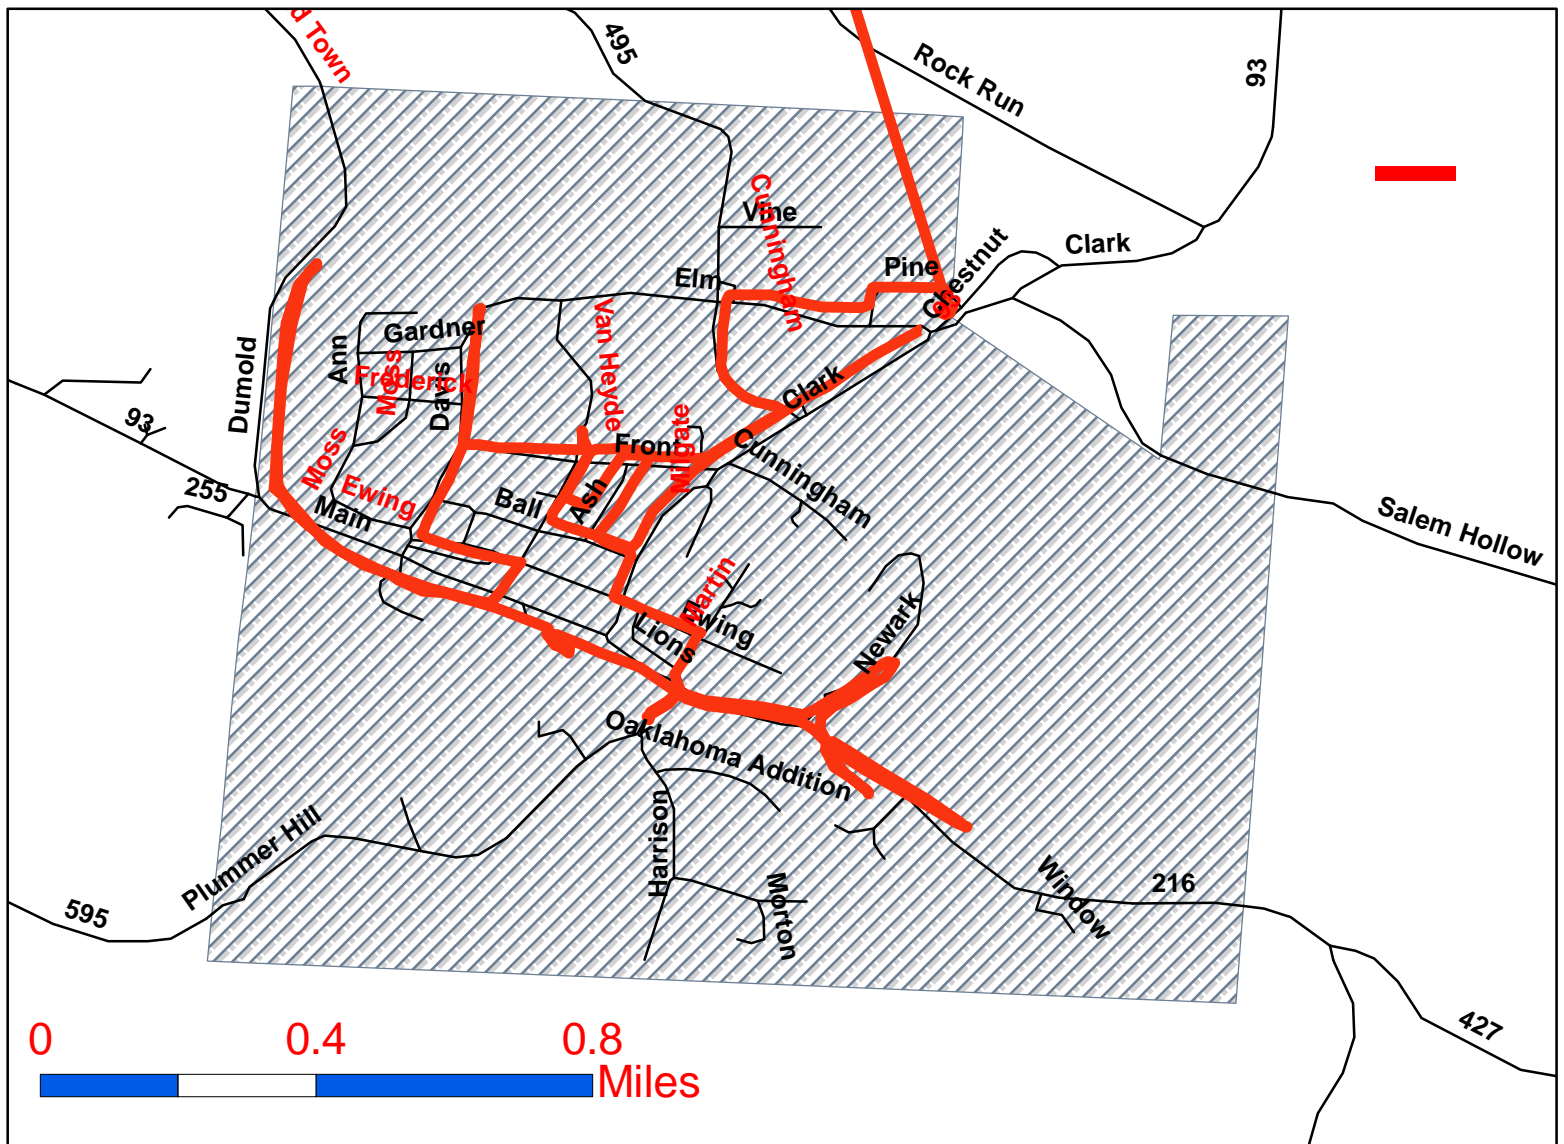 d Town
495
Rock Run
93
Cunningham
Vine
Clark
Chestnut
Pine
Elm
Van Heyde
Gardner
Ann
Moss
Frederick
Davis
Dumold
Clark
93
Front
Milgate
Cunningham
Moss
Ewing
255
Main
Ball
Ash
Salem Hollow
Martin
Ewing
Lions
Newark
Oaklahoma Addition
Harrison
Plummer Hill
Morton
Window
216
595
427
0 0.4 0.8
Miles